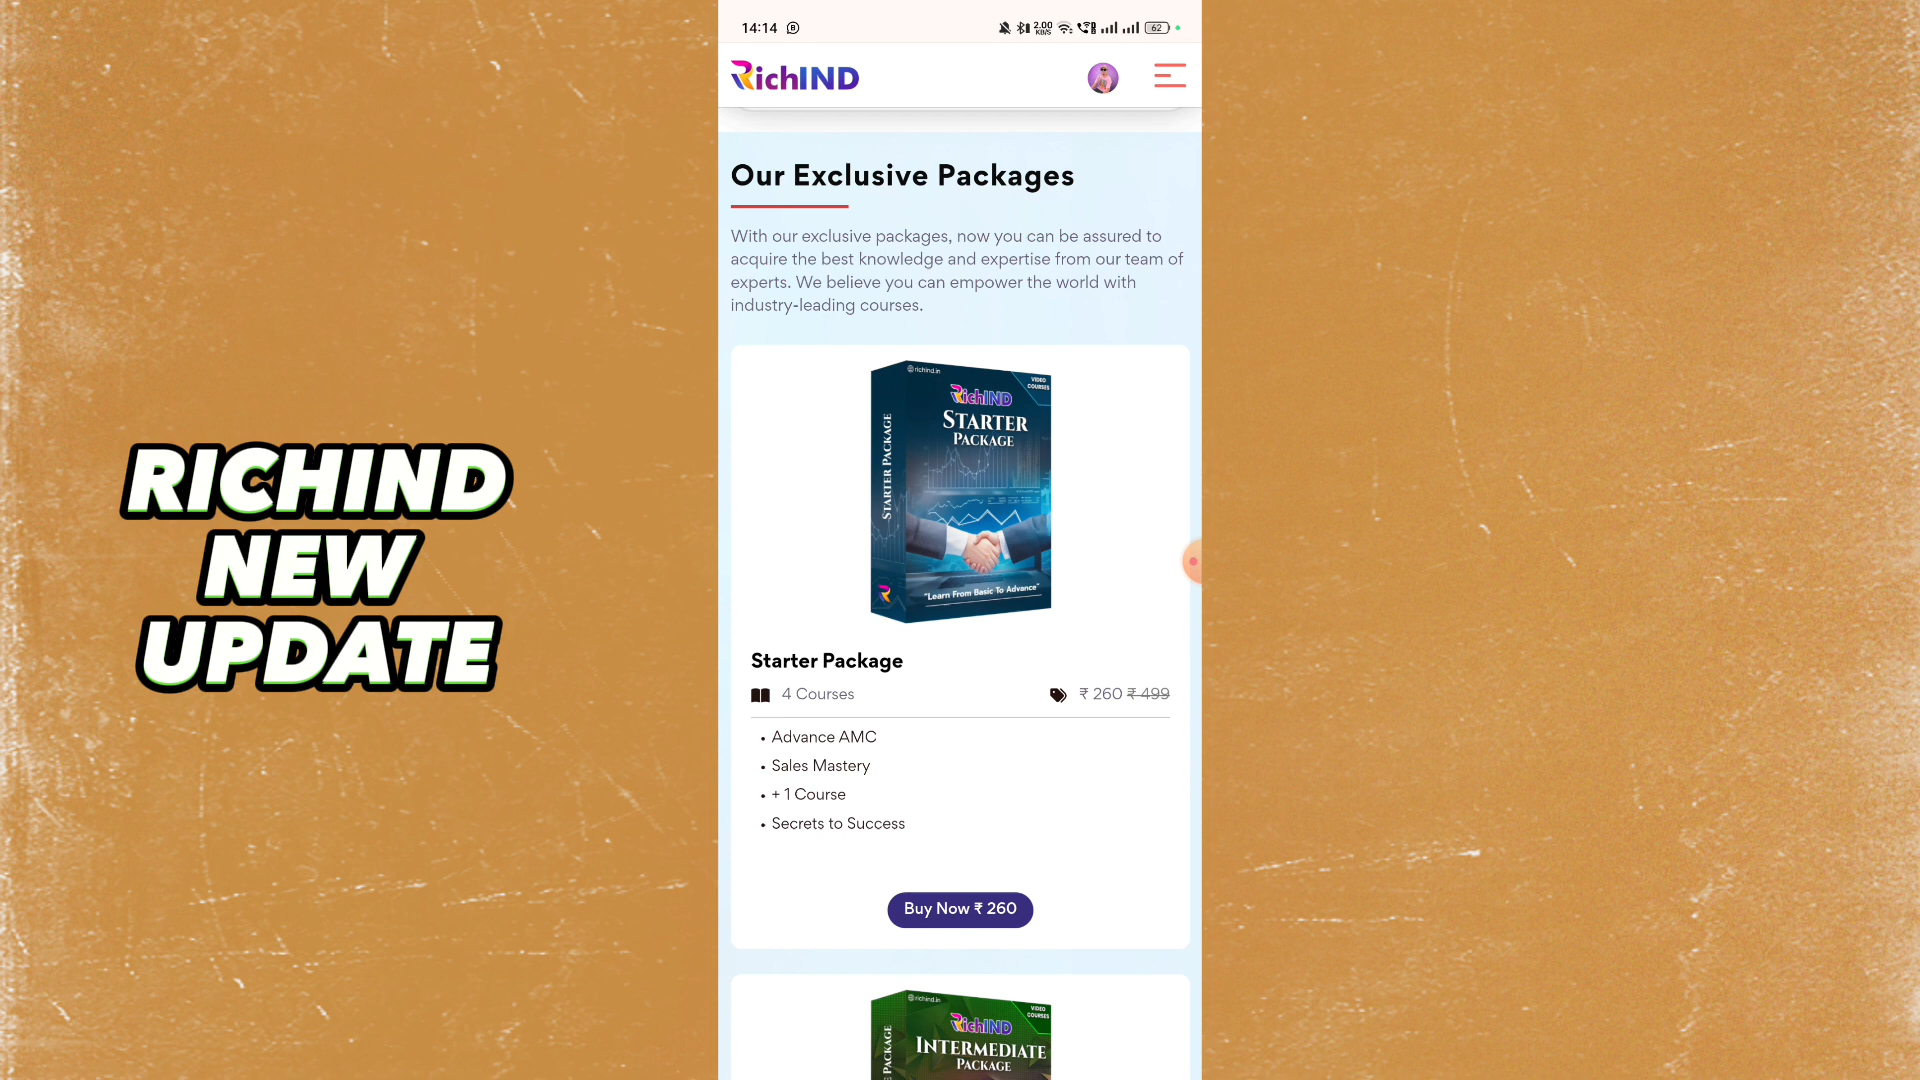 14:14
2.00
KB/S
62
RichIND
Our Exclusive Packages
With our exclusive packages, now you can be assured to
acquire the best knowledge and expertise from our team of
experts. We believe you can empower the world with
industry-leading courses.
richind.in
VIDEO
COURSES
RichIND
STARTER
PACKAGE
STARTER PACKAGE
"Learn From Basic To Advance"
RICHIND
NEW
UPDATE
Starter Package
4 Courses
₹ 260 ₹ 499
• Advance AMC
• Sales Mastery
• + 1 Course
• Secrets to Success
Buy Now ₹ 260
richind.in
VIDEO
COURSES
RichIND
INTERMEDIATE
PACKAGE
PACKAGE